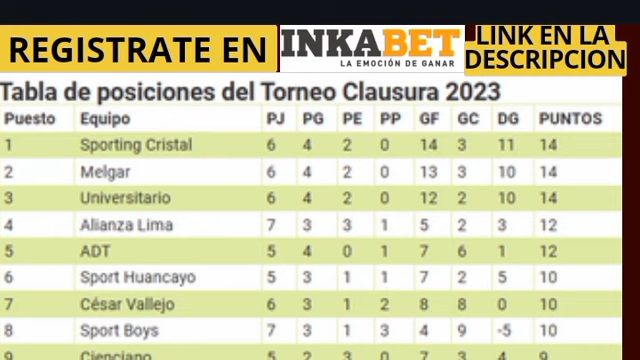 REGISTRATE EN
INKABET
LA EMOCIÓN DE GANAR
LINK EN LA
DESCRIPCION
Tabla de posiciones del Torneo Clausura 2023
Puesto Equipo PJ PG PE PP GF GC DG PUNTOS
1 Sporting Cristal 6 4 2 0 14 3 11 14
2 Melgar 6 4 2 0 13 3 10 14
3 Universitario 6 4 2 0 12 2 10 14
4 Alianza Lima 7 3 3 1 5 2 3 12
5 ADT 5 4 0 1 7 6 1 12
6 Sport Huancayo 5 3 1 1 7 2 5 10
7 César Vallejo 6 3 1 2 8 8 0 10
8 Sport Boys 7 3 1 3 4 9 -5 10
9 Cienciano 5 2 3 0 7 3 4 9